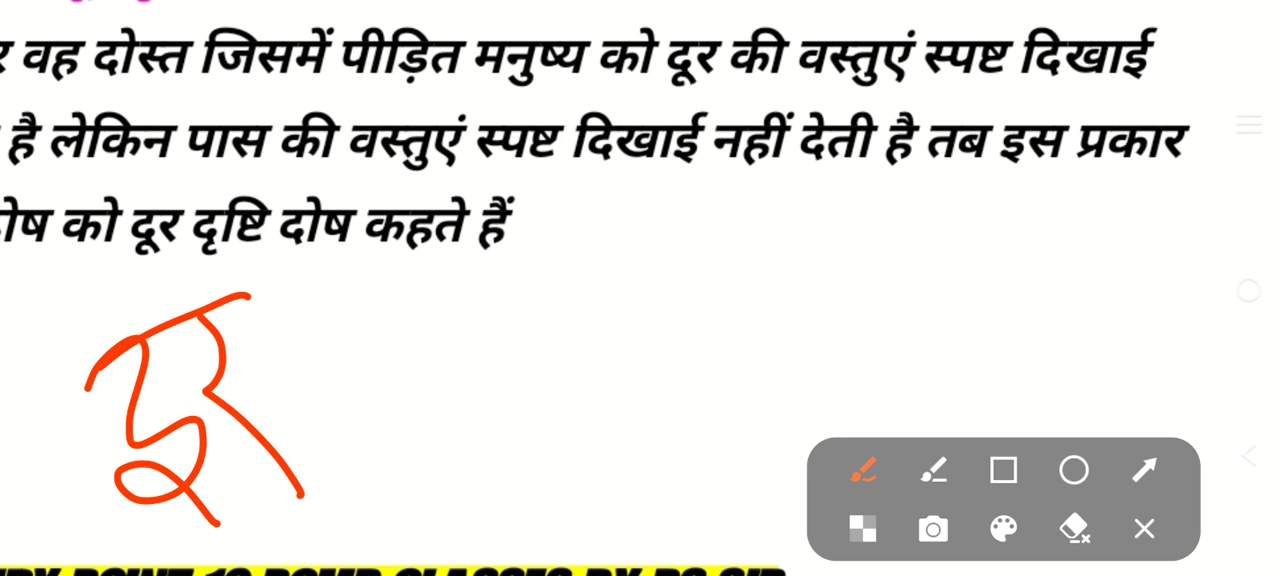 वह दोस्त जिसमें पीड़ित मनुष्य को दूर की वस्तुएं स्पष्ट दिखाई
है लेकिन पास की वस्तुएं स्पष्ट दिखाई नहीं देती है तब इस प्रकार
को दूर दृष्टि दोष कहते हैं
दूर